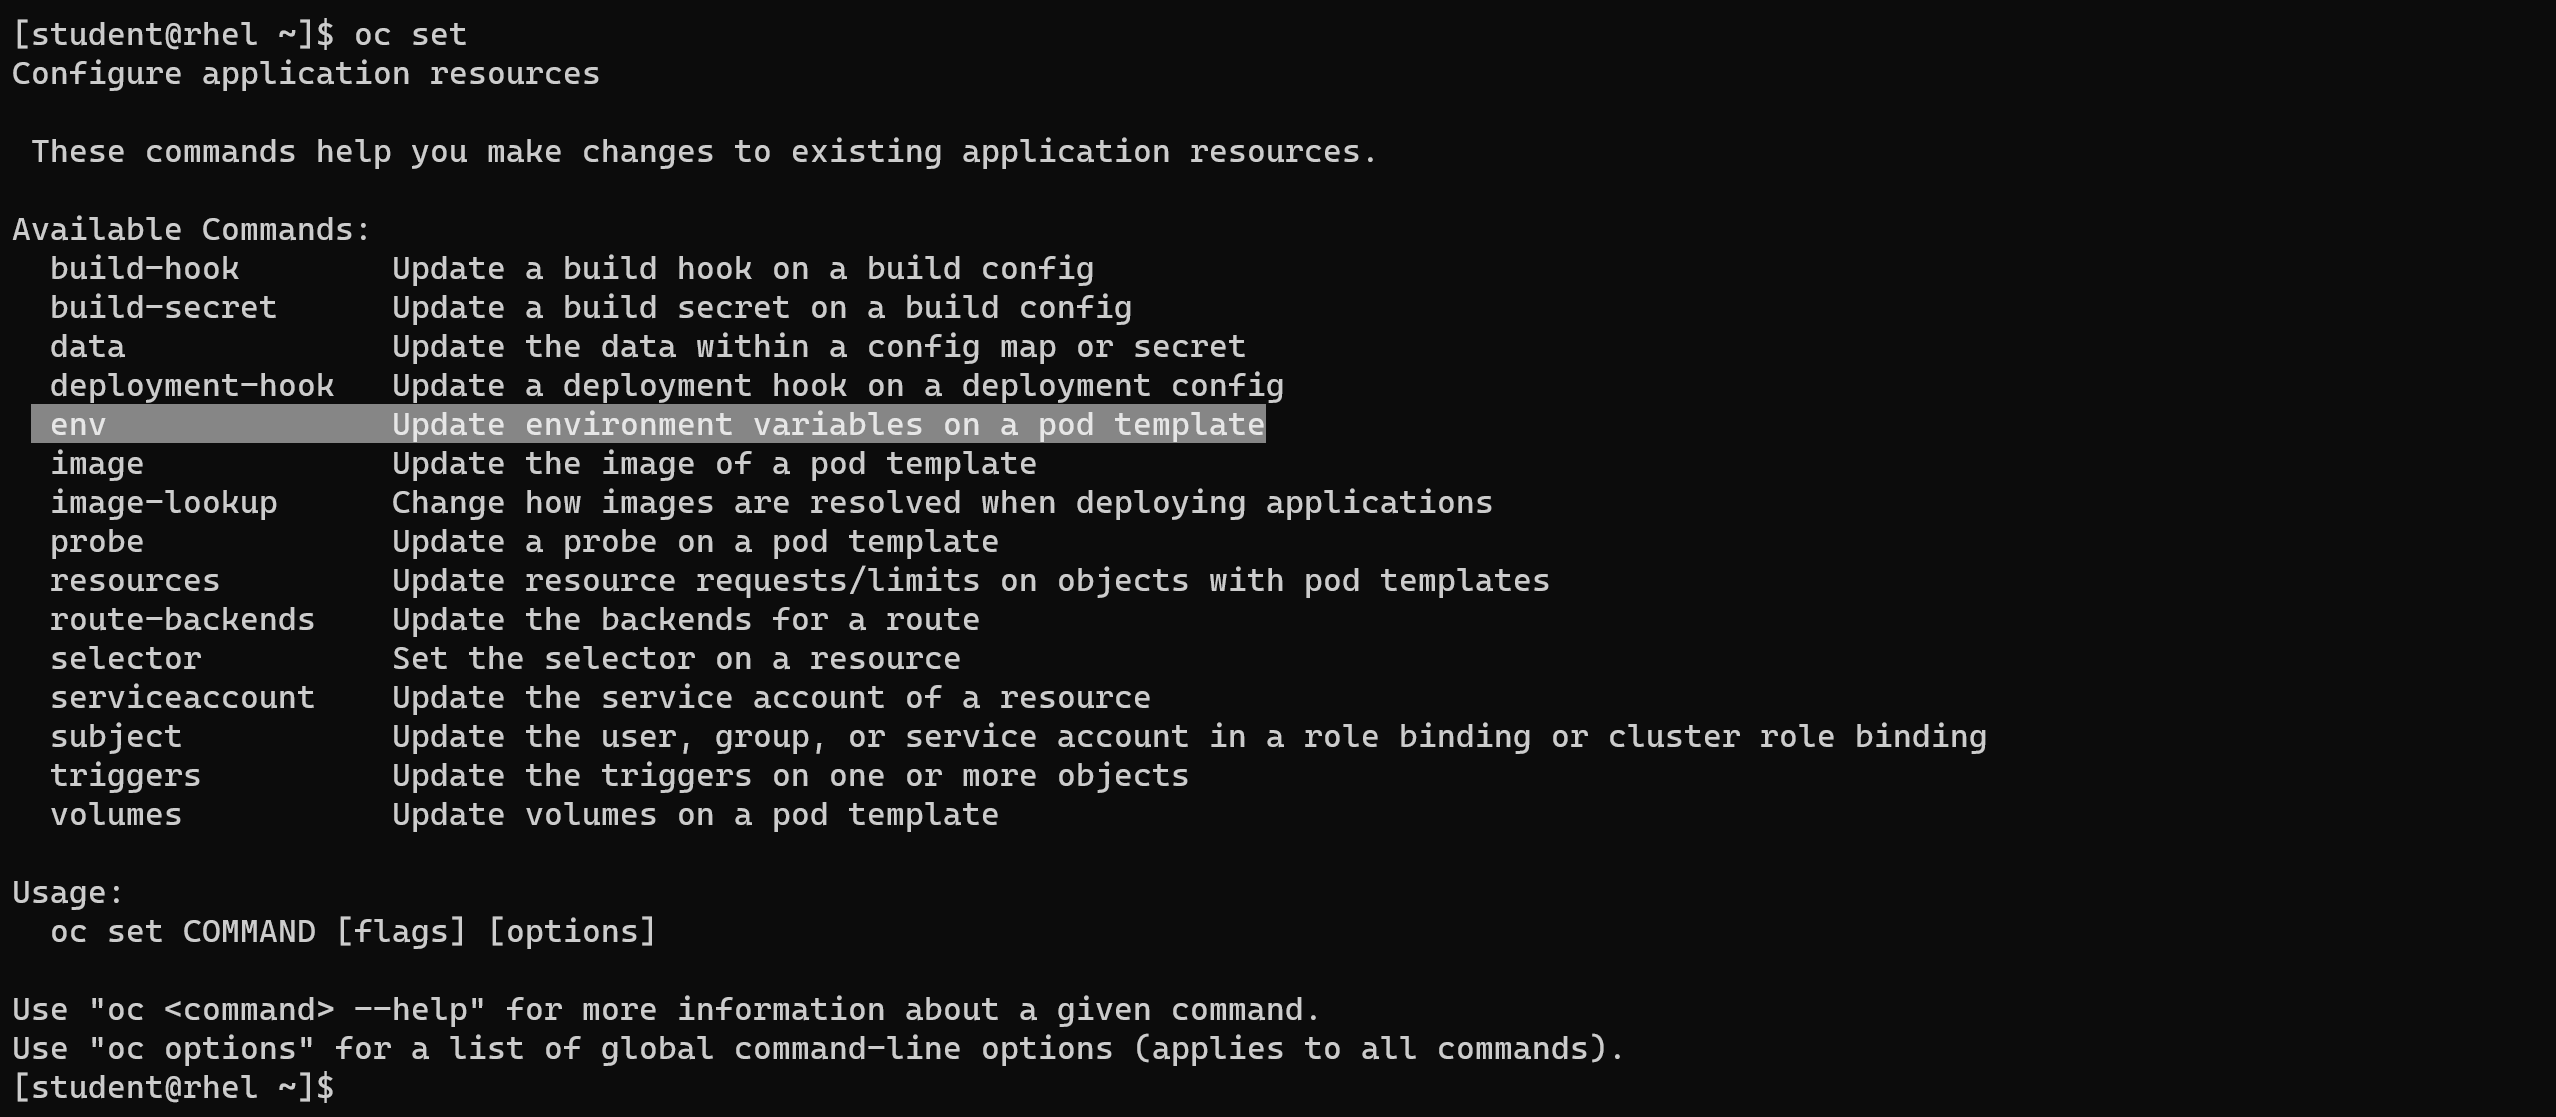 [student@rhel ~]$ oc set
Configure application resources
These commands help you make changes to existing application resources.
Available Commands:
build-hook Update a build hook on a build config
build-secret Update a build secret on a build config
data Update the data within a config map or secret
deployment-hook Update a deployment hook on a deployment config
env Update environment variables on a pod template
image Update the image of a pod template
image-lookup Change how images are resolved when deploying applications
probe Update a probe on a pod template
resources Update resource requests/limits on objects with pod templates
route-backends Update the backends for a route
selector Set the selector on a resource
serviceaccount Update the service account of a resource
subject Update the user, group, or service account in a role binding or cluster role binding
triggers Update the triggers on one or more objects
volumes Update volumes on a pod template
Usage:
oc set COMMAND [flags] [options]
Use "oc <command> --help" for more information about a given command.
Use "oc options" for a list of global command-line options (applies to all commands).
[student@rhel ~]$